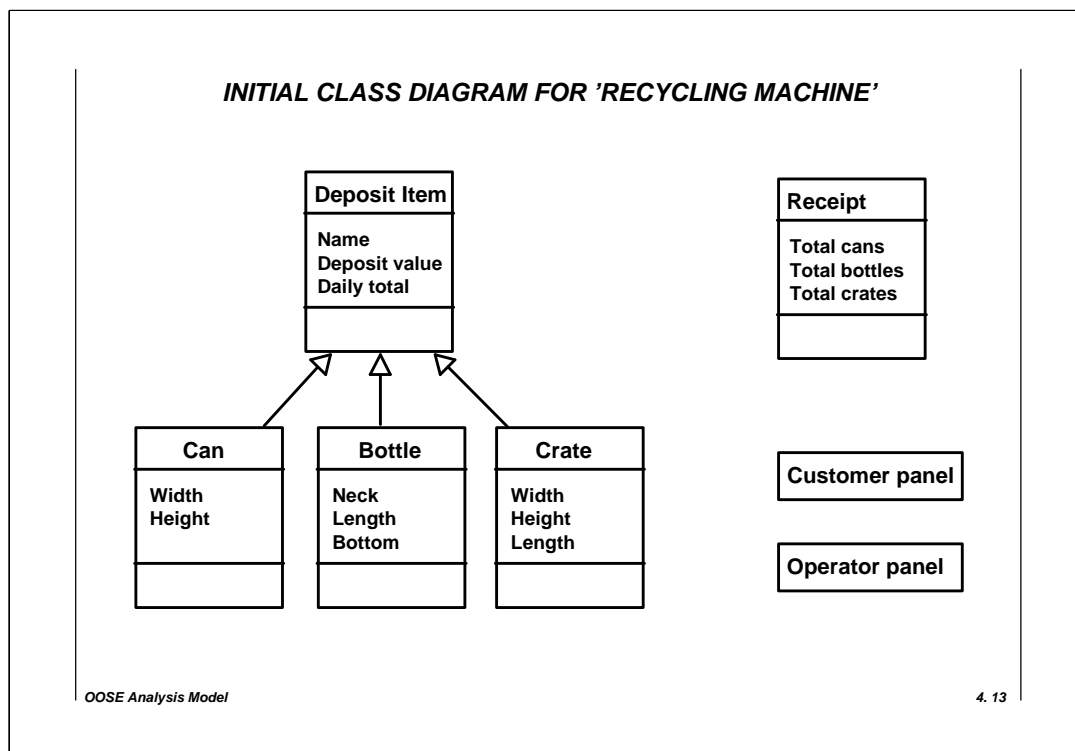 INITIAL CLASS DIAGRAM FOR ’RECYCLING MACHINE’
Deposit Item
Name
Deposit value
Daily total
Receipt
Total cans
Total bottles
Total crates
Can
Width
Height
Bottle
Neck
Length
Bottom
Crate
Width
Height
Length
Customer panel
Operator panel
OOSE Analysis Model
4. 13